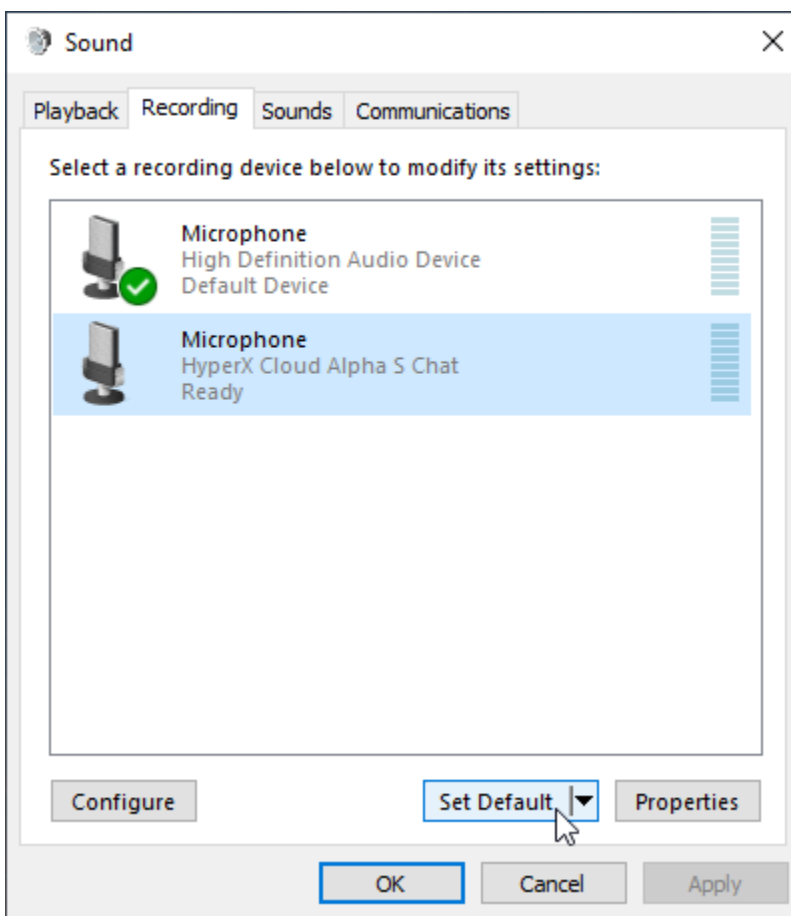 Sound
Playback Recording Sounds Communications
Select a recording device below to modify its settings:
Microphone
High Definition Audio Device
Default Device
Microphone
HyperX Cloud Alpha S Chat
Ready
Configure Set Default Properties
OK Cancel Apply